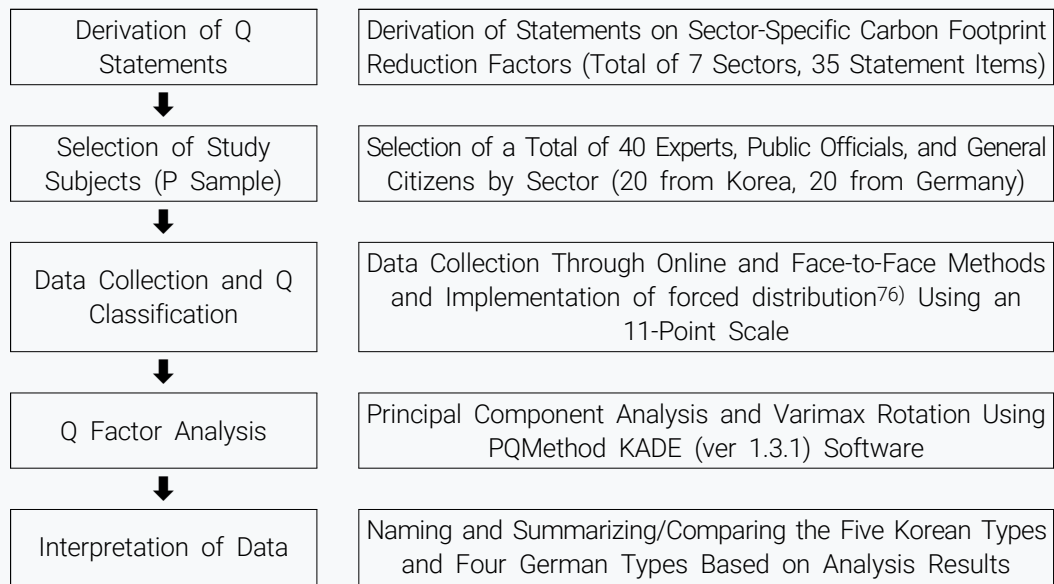 Derivation of Q
Statements
Derivation of Statements on Sector-Specific Carbon Footprint
Reduction Factors (Total of 7 Sectors, 35 Statement Items)
Selection of Study
Subjects (P Sample)
Selection of a Total of 40 Experts, Public Officials, and General
Citizens by Sector (20 from Korea, 20 from Germany)
Data Collection and Q
Classification
Data Collection Through Online and Face-to-Face Methods
and Implementation of forced distribution76) Using an
11-Point Scale
Q Factor Analysis
Principal Component Analysis and Varimax Rotation Using
PQMethod KADE (ver 1.3.1) Software
Interpretation of Data
Naming and Summarizing/Comparing the Five Korean Types
and Four German Types Based on Analysis Results